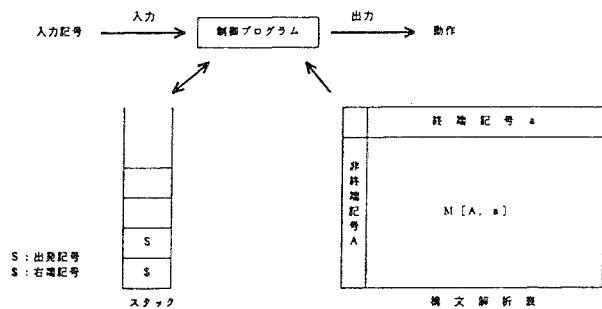 入力記号
入力
制御プログラム
出力
動作
終端記号 a
非終端記号A
M [A, a]
S
$
S:出発記号
$:右端記号
スタック
構文解析表